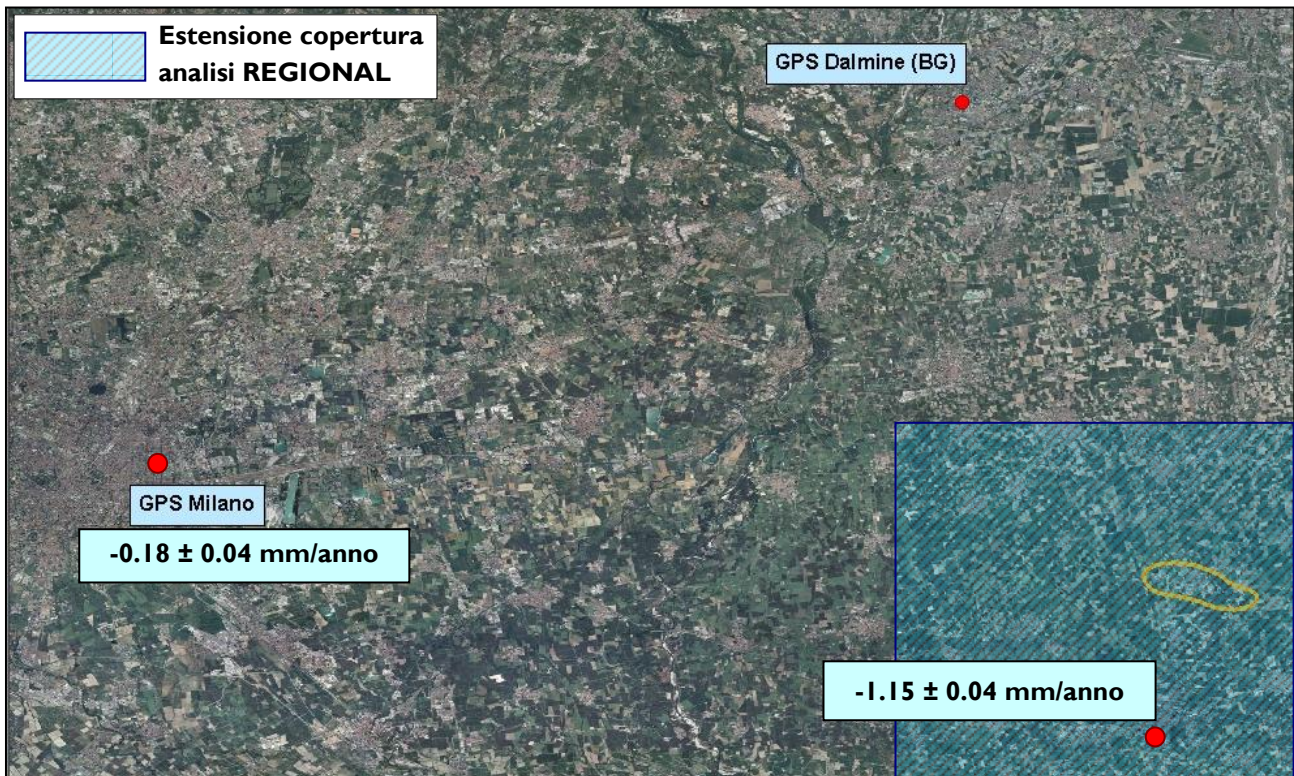 Estensione copertura
analisi REGIONAL
GPS Dalmine (BG)
GPS Milano
-0.18 ± 0.04 mm/anno
-1.15 ± 0.04 mm/anno